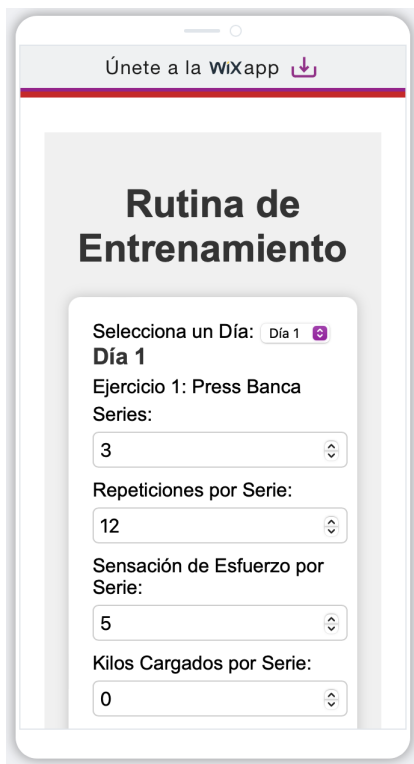 Únete a la WiXapp
Rutina de
Entrenamiento
Selecciona un Día: Día 1
Día 1
Ejercicio 1: Press Banca
Series:
3
Repeticiones por Serie:
12
Sensación de Esfuerzo por
Serie:
5
Kilos Cargados por Serie:
0